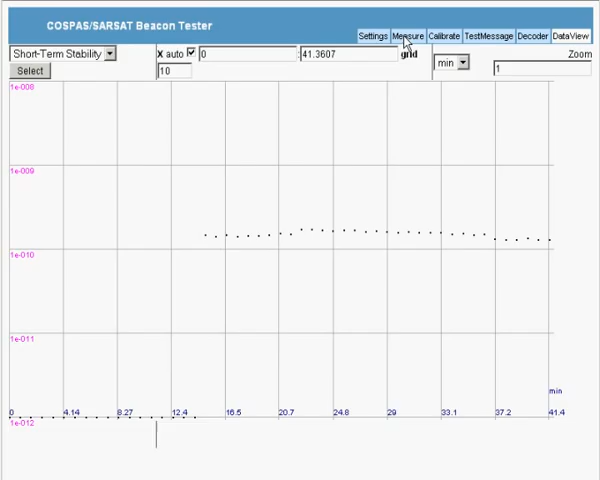 COSPAS/SARSAT Beacon Tester
Settings Measure Calibrate TestMessage Decoder DataView
Short-Term Stability X auto 0 :41.3607 grid min Zoom
Select 10 1
1e-008
1e-009
1e-010
1e-011
min
0 4.14 8.27 12.4 16.5 20.7 24.8 29 33.1 37.2 41.4
1e-012